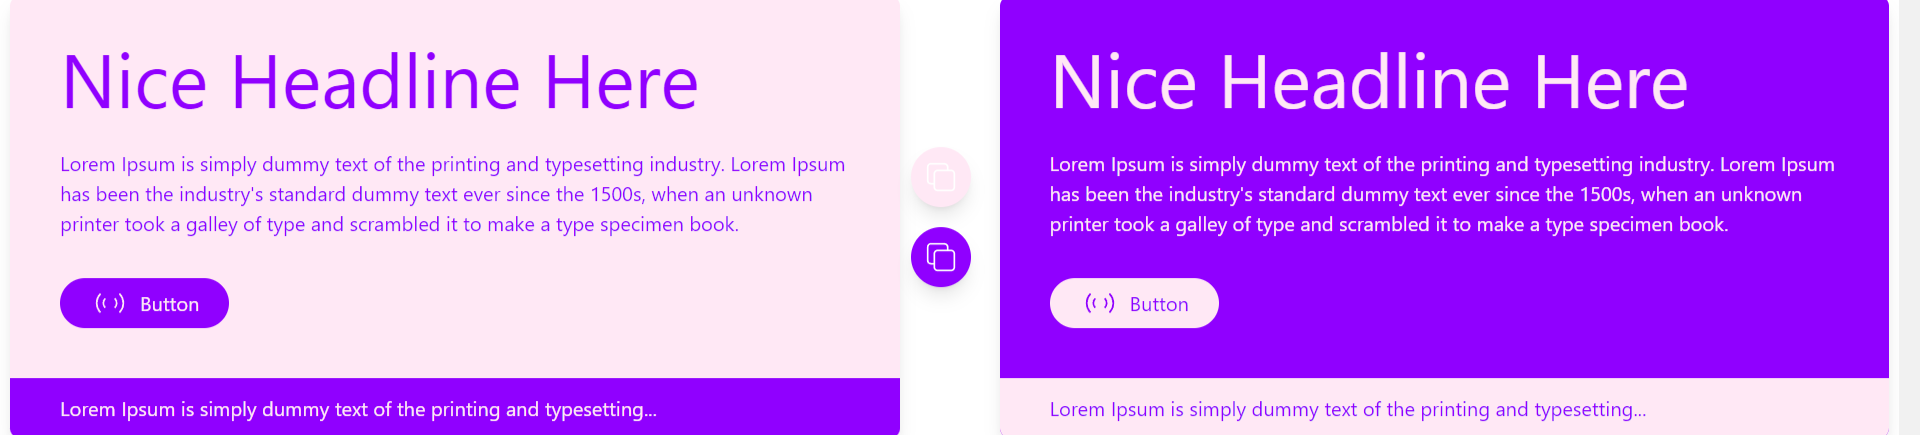 Nice Headline Here
Lorem Ipsum is simply dummy text of the printing and typesetting industry. Lorem Ipsum
has been the industry's standard dummy text ever since the 1500s, when an unknown
printer took a galley of type and scrambled it to make a type specimen book.
Button
Lorem Ipsum is simply dummy text of the printing and typesetting...
Nice Headline Here
Lorem Ipsum is simply dummy text of the printing and typesetting industry. Lorem Ipsum
has been the industry's standard dummy text ever since the 1500s, when an unknown
printer took a galley of type and scrambled it to make a type specimen book.
Button
Lorem Ipsum is simply dummy text of the printing and typesetting...